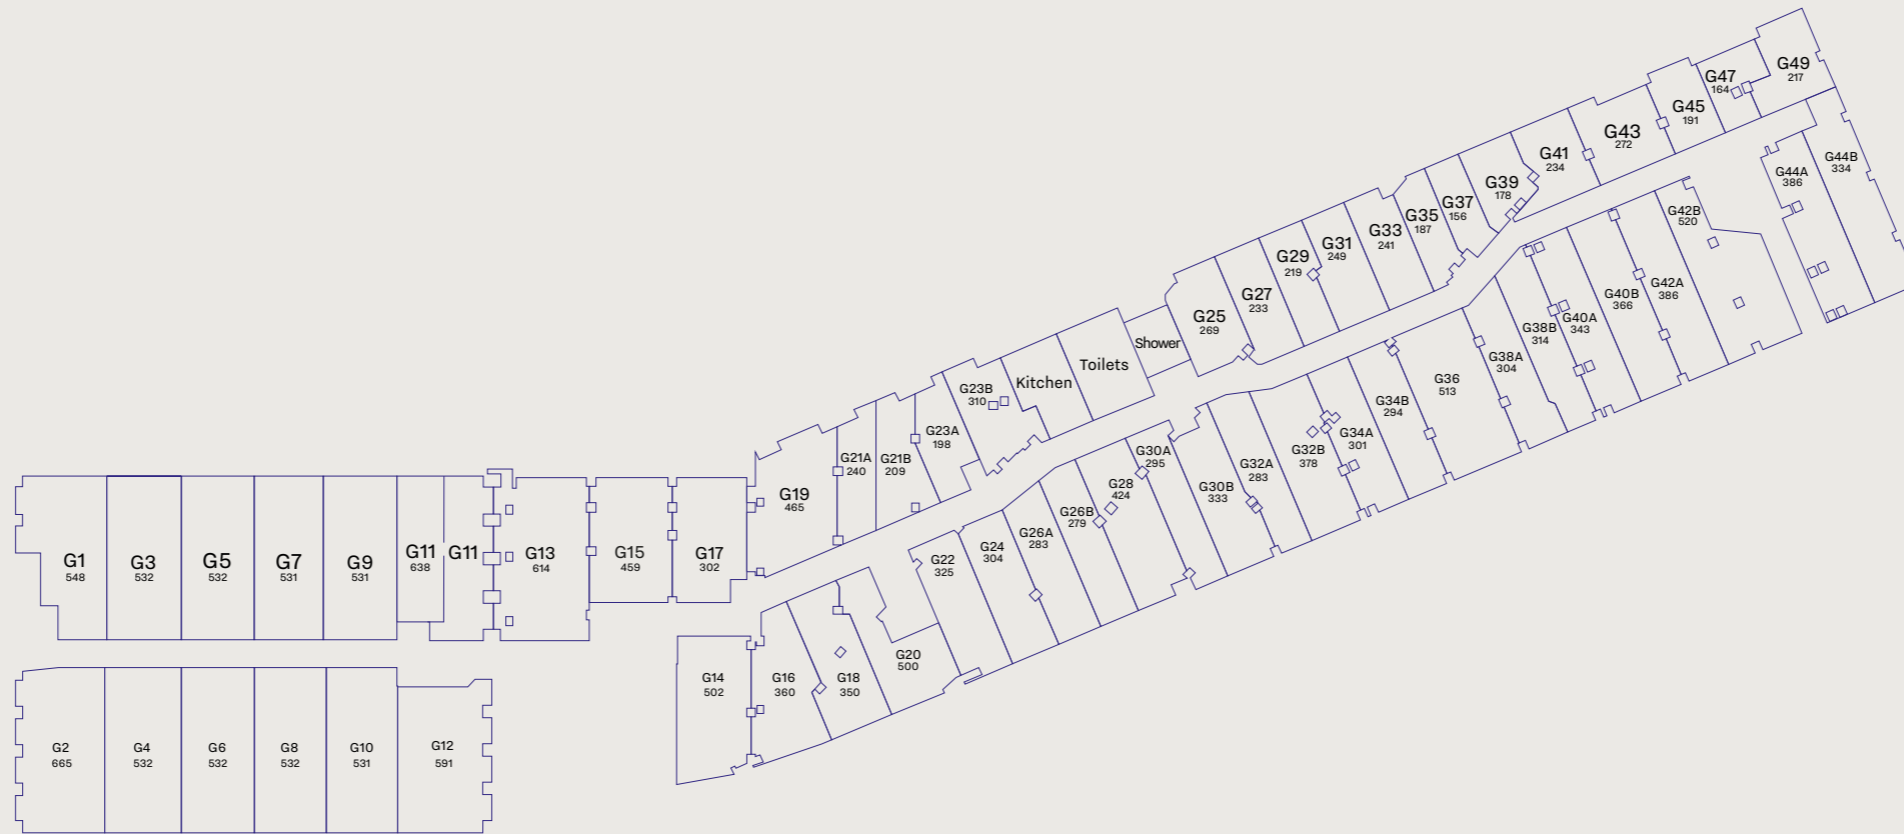 G1
548
G3
532
G5
532
G7
531
G9
531
G11
638
G11
G13
614
G15
459
G17
302
G19
465
G21A
240
G21B
209
G23A
198
G23B
310
Kitchen
Toilets
Shower
G25
269
G27
233
G29
219
G31
249
G33
241
G35
187
G37
156
G39
178
G41
234
G43
272
G45
191
G47
164
G49
217
G2
665
G4
532
G6
532
G8
532
G10
531
G12
591
G14
502
G16
360
G18
350
G20
500
G22
325
G24
304
G26A
283
G26B
279
G28
424
G30A
295
G30B
333
G32A
283
G32B
378
G34A
301
G34B
294
G36
513
G38A
304
G38B
314
G40A
343
G40B
366
G42A
386
G42B
520
G44A
386
G44B
334